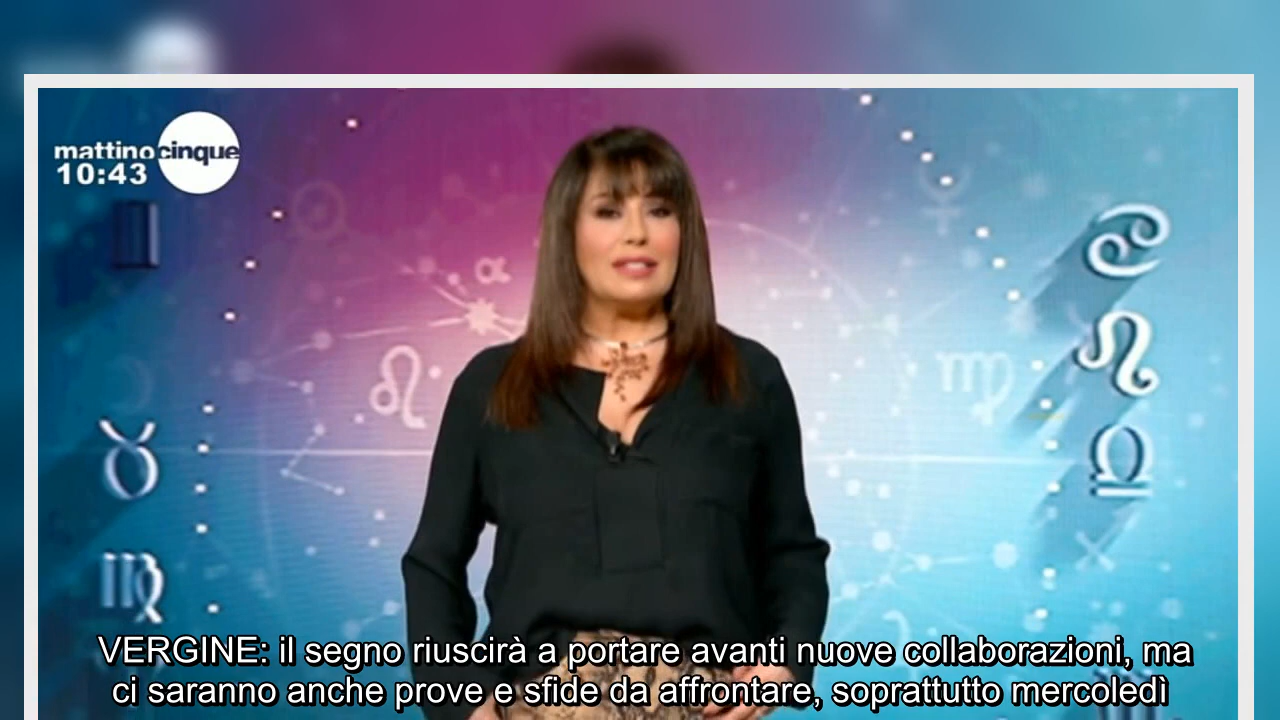 mattino cinque
10:43
VERGINE: il segno riuscirà a portare avanti nuove collaborazioni, ma
ci saranno anche prove e sfide da affrontare, soprattutto mercoledì